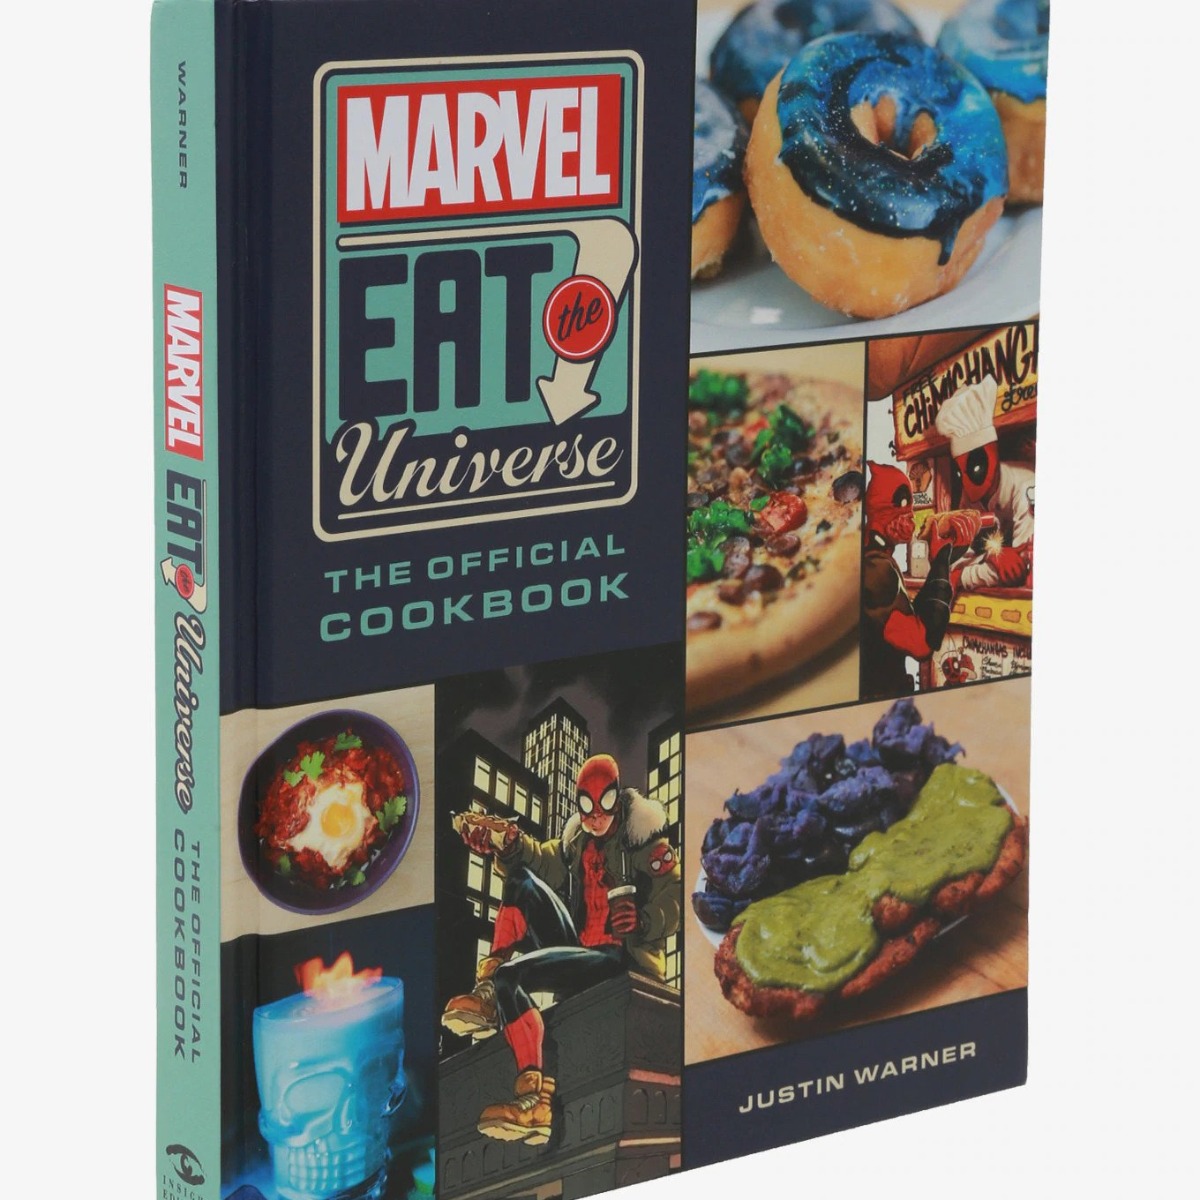 WARNER
MARVEL
EAT
the
Universe
THE OFFICIAL
COOKBOOK
MARVEL
EAT
the
Universe
THE OFFICIAL
COOKBOOK
JUSTIN WARNER